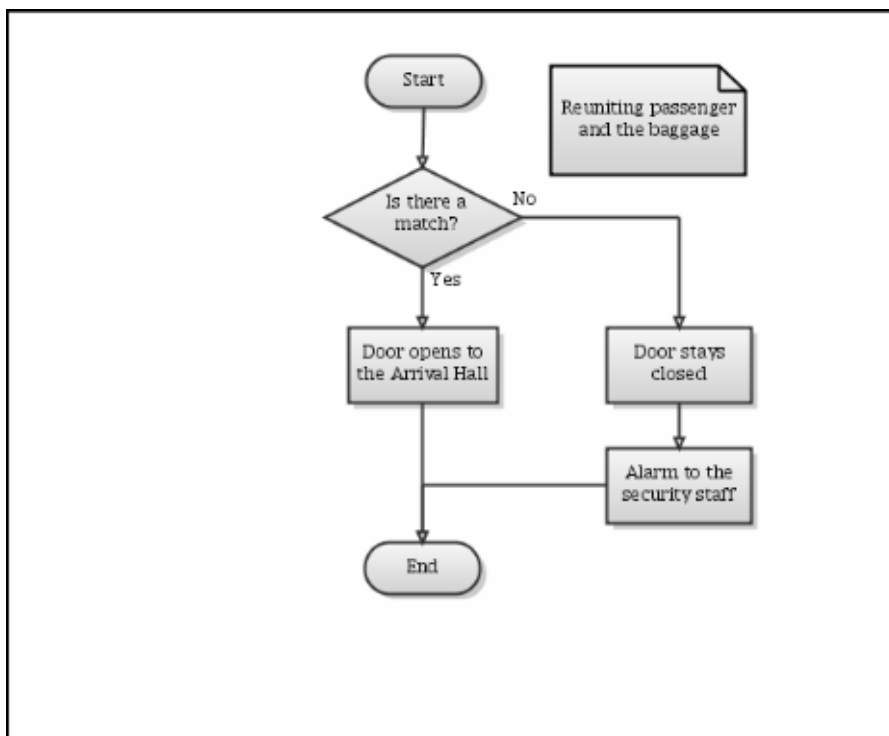 Start
Reuniting passenger
and the baggage
Is there a
match?
No
Yes
Door opens to
the Arrival Hall
Door stays
closed
Alarm to the
security staff
End